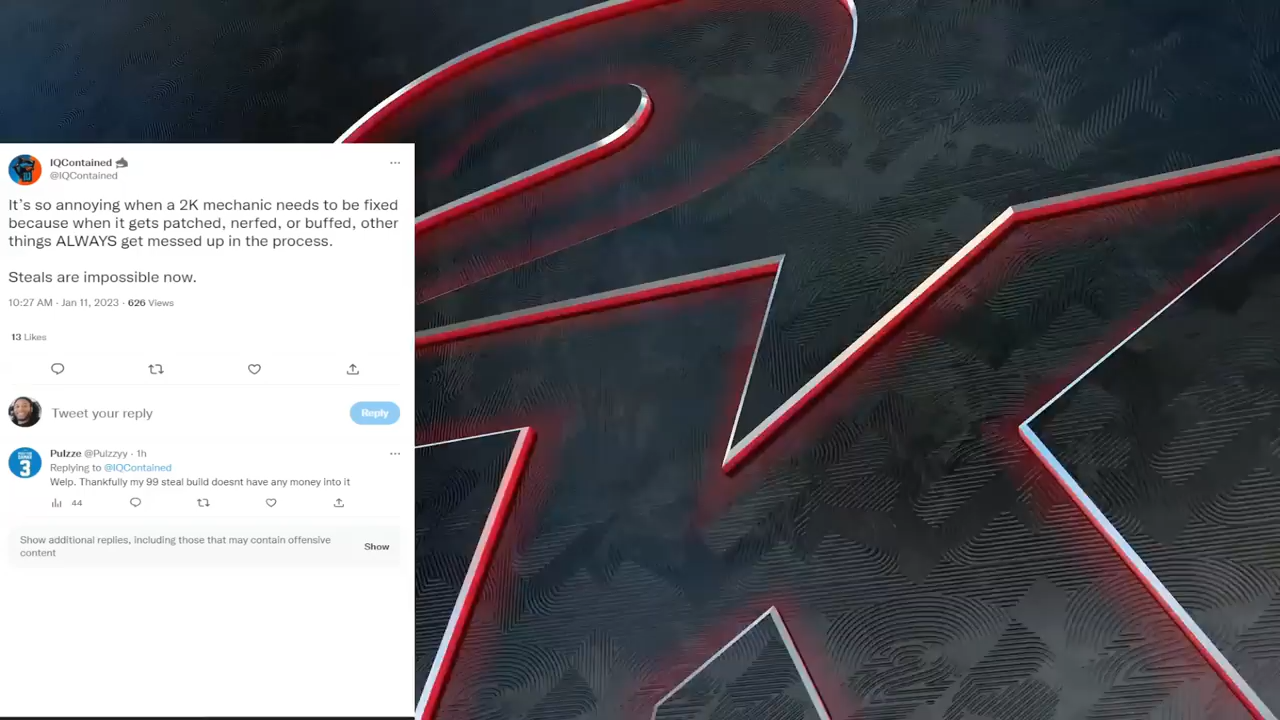 IQContained
@IQContained
It's so annoying when a 2K mechanic needs to be fixed
because when it gets patched, nerfed, or buffed, other
things ALWAYS get messed up in the process.
Steals are impossible now.
10:27 AM · Jan 11, 2023 · 626 Views
13 Likes
Tweet your reply
Reply
3
Pulzze @Pulzzyy · 1h
Replying to @IQContained
Welp. Thankfully my 99 steal build doesnt have any money into it
44
Show additional replies, including those that may contain offensive
content
Show
2K